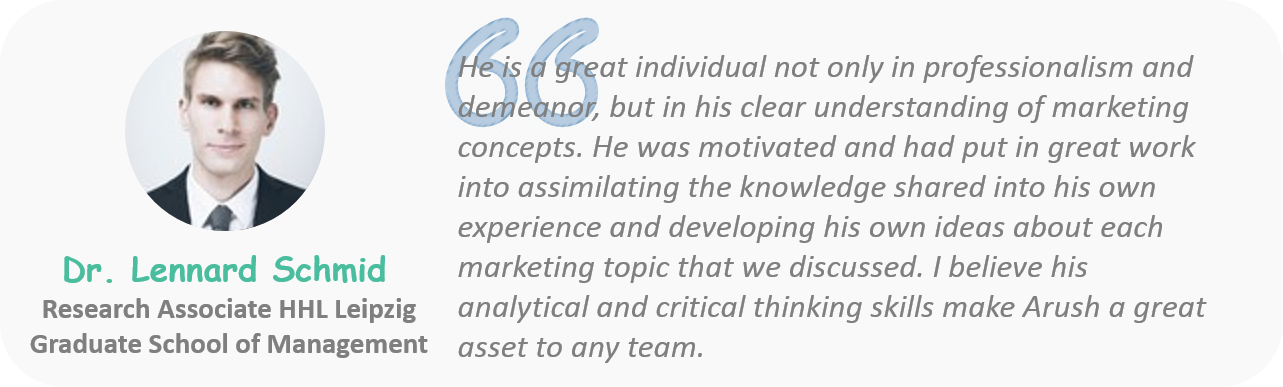 Dr. Lennard Schmid
Research Associate HHL Leipzig
Graduate School of Management
He is a great individual not only in professionalism and
demeanor, but in his clear understanding of marketing
concepts. He was motivated and had put in great work
into assimilating the knowledge shared into his own
experience and developing his own ideas about each
marketing topic that we discussed. I believe his
analytical and critical thinking skills make Arush a great
asset to any team.